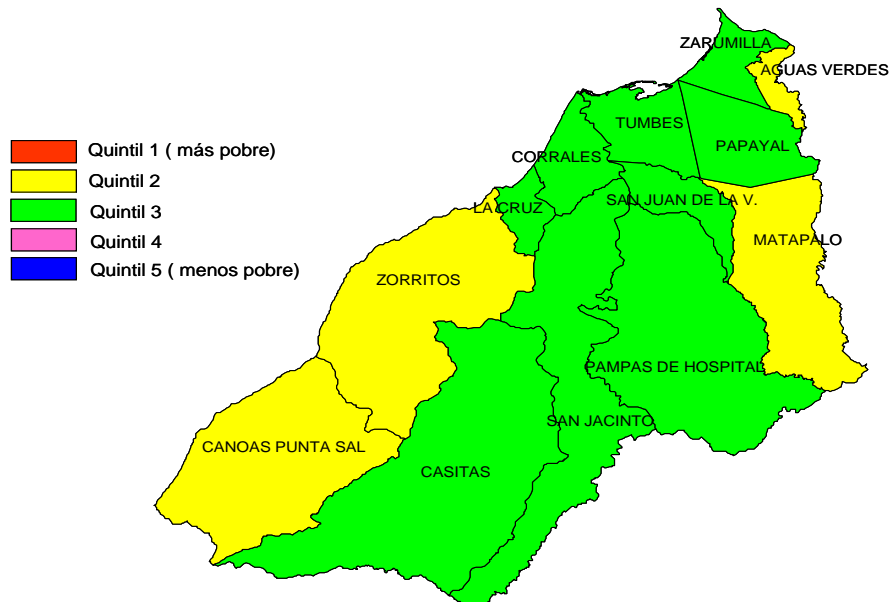 Quintil 1 ( más pobre)
Quintil 2
Quintil 3
Quintil 4
Quintil 5 ( menos pobre)
ZARUMILLA
AGUAS VERDES
TUMBES
PAPAYAL
CORRALES
LA CRUZ
SAN JUAN DE LA V.
MATAPALO
ZORRITOS
PAMPAS DE HOSPITAL
SAN JACINTO
CANOAS PUNTA SAL
CASITAS